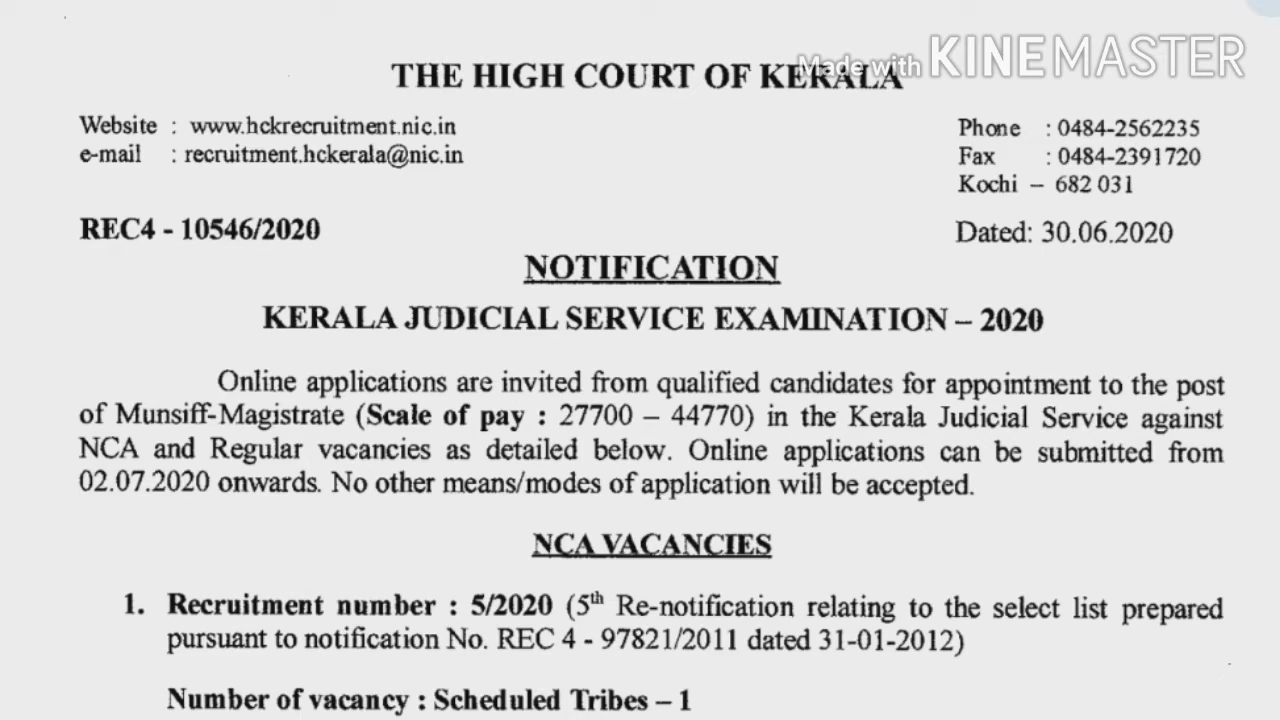 Made with KINEMASTER
THE HIGH COURT OF KERALA
Website : www.hckrecruitment.nic.in
e-mail : recruitment.hckerala@nic.in
Phone : 0484-2562235
Fax : 0484-2391720
Kochi – 682 031
REC4 - 10546/2020
Dated: 30.06.2020
NOTIFICATION
KERALA JUDICIAL SERVICE EXAMINATION – 2020
Online applications are invited from qualified candidates for appointment to the post
of Munsiff-Magistrate (Scale of pay : 27700 – 44770) in the Kerala Judicial Service against
NCA and Regular vacancies as detailed below. Online applications can be submitted from
02.07.2020 onwards. No other means/modes of application will be accepted.
NCA VACANCIES
1. Recruitment number : 5/2020 (5th Re-notification relating to the select list prepared
pursuant to notification No. REC 4 - 97821/2011 dated 31-01-2012)
Number of vacancy : Scheduled Tribes – 1